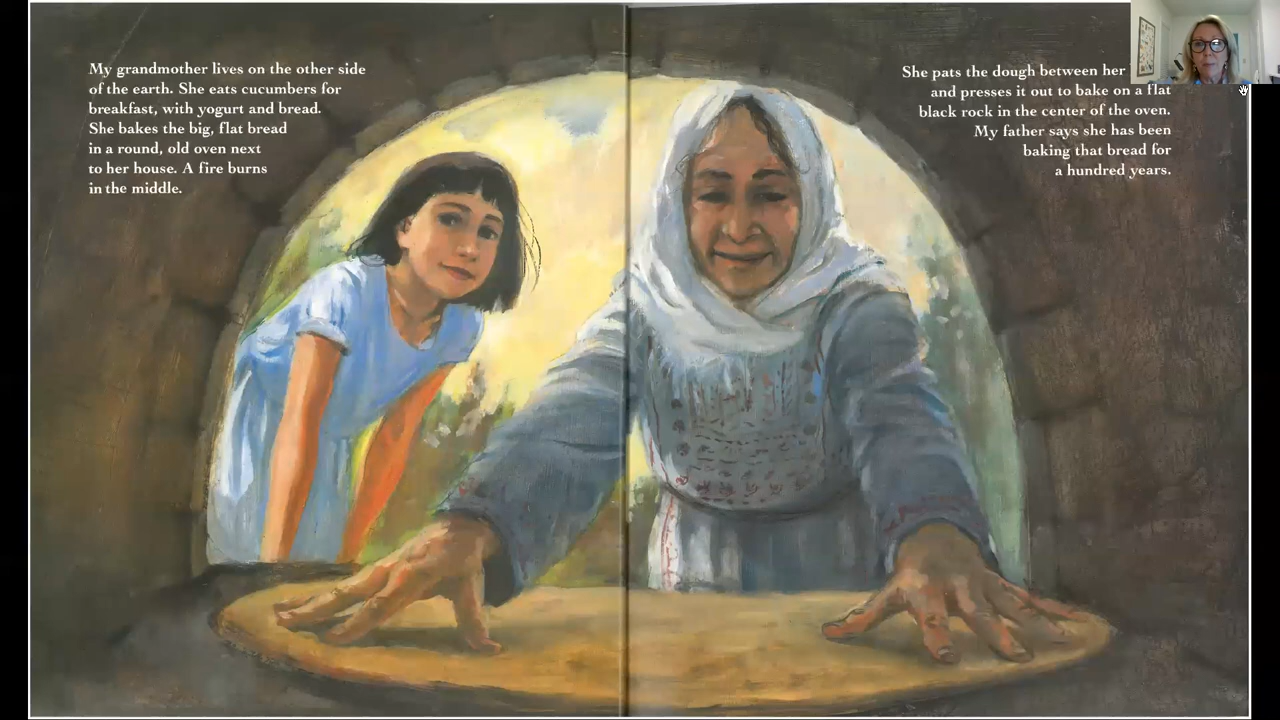 My grandmother lives on the other side
of the earth. She eats cucumbers for
breakfast, with yogurt and bread.
She bakes the big, flat bread
in a round, old oven next
to her house. A fire burns
in the middle.
She pats the dough between her
and presses it out to bake on a flat
black rock in the center of the oven.
My father says she has been
baking that bread for
a hundred years.